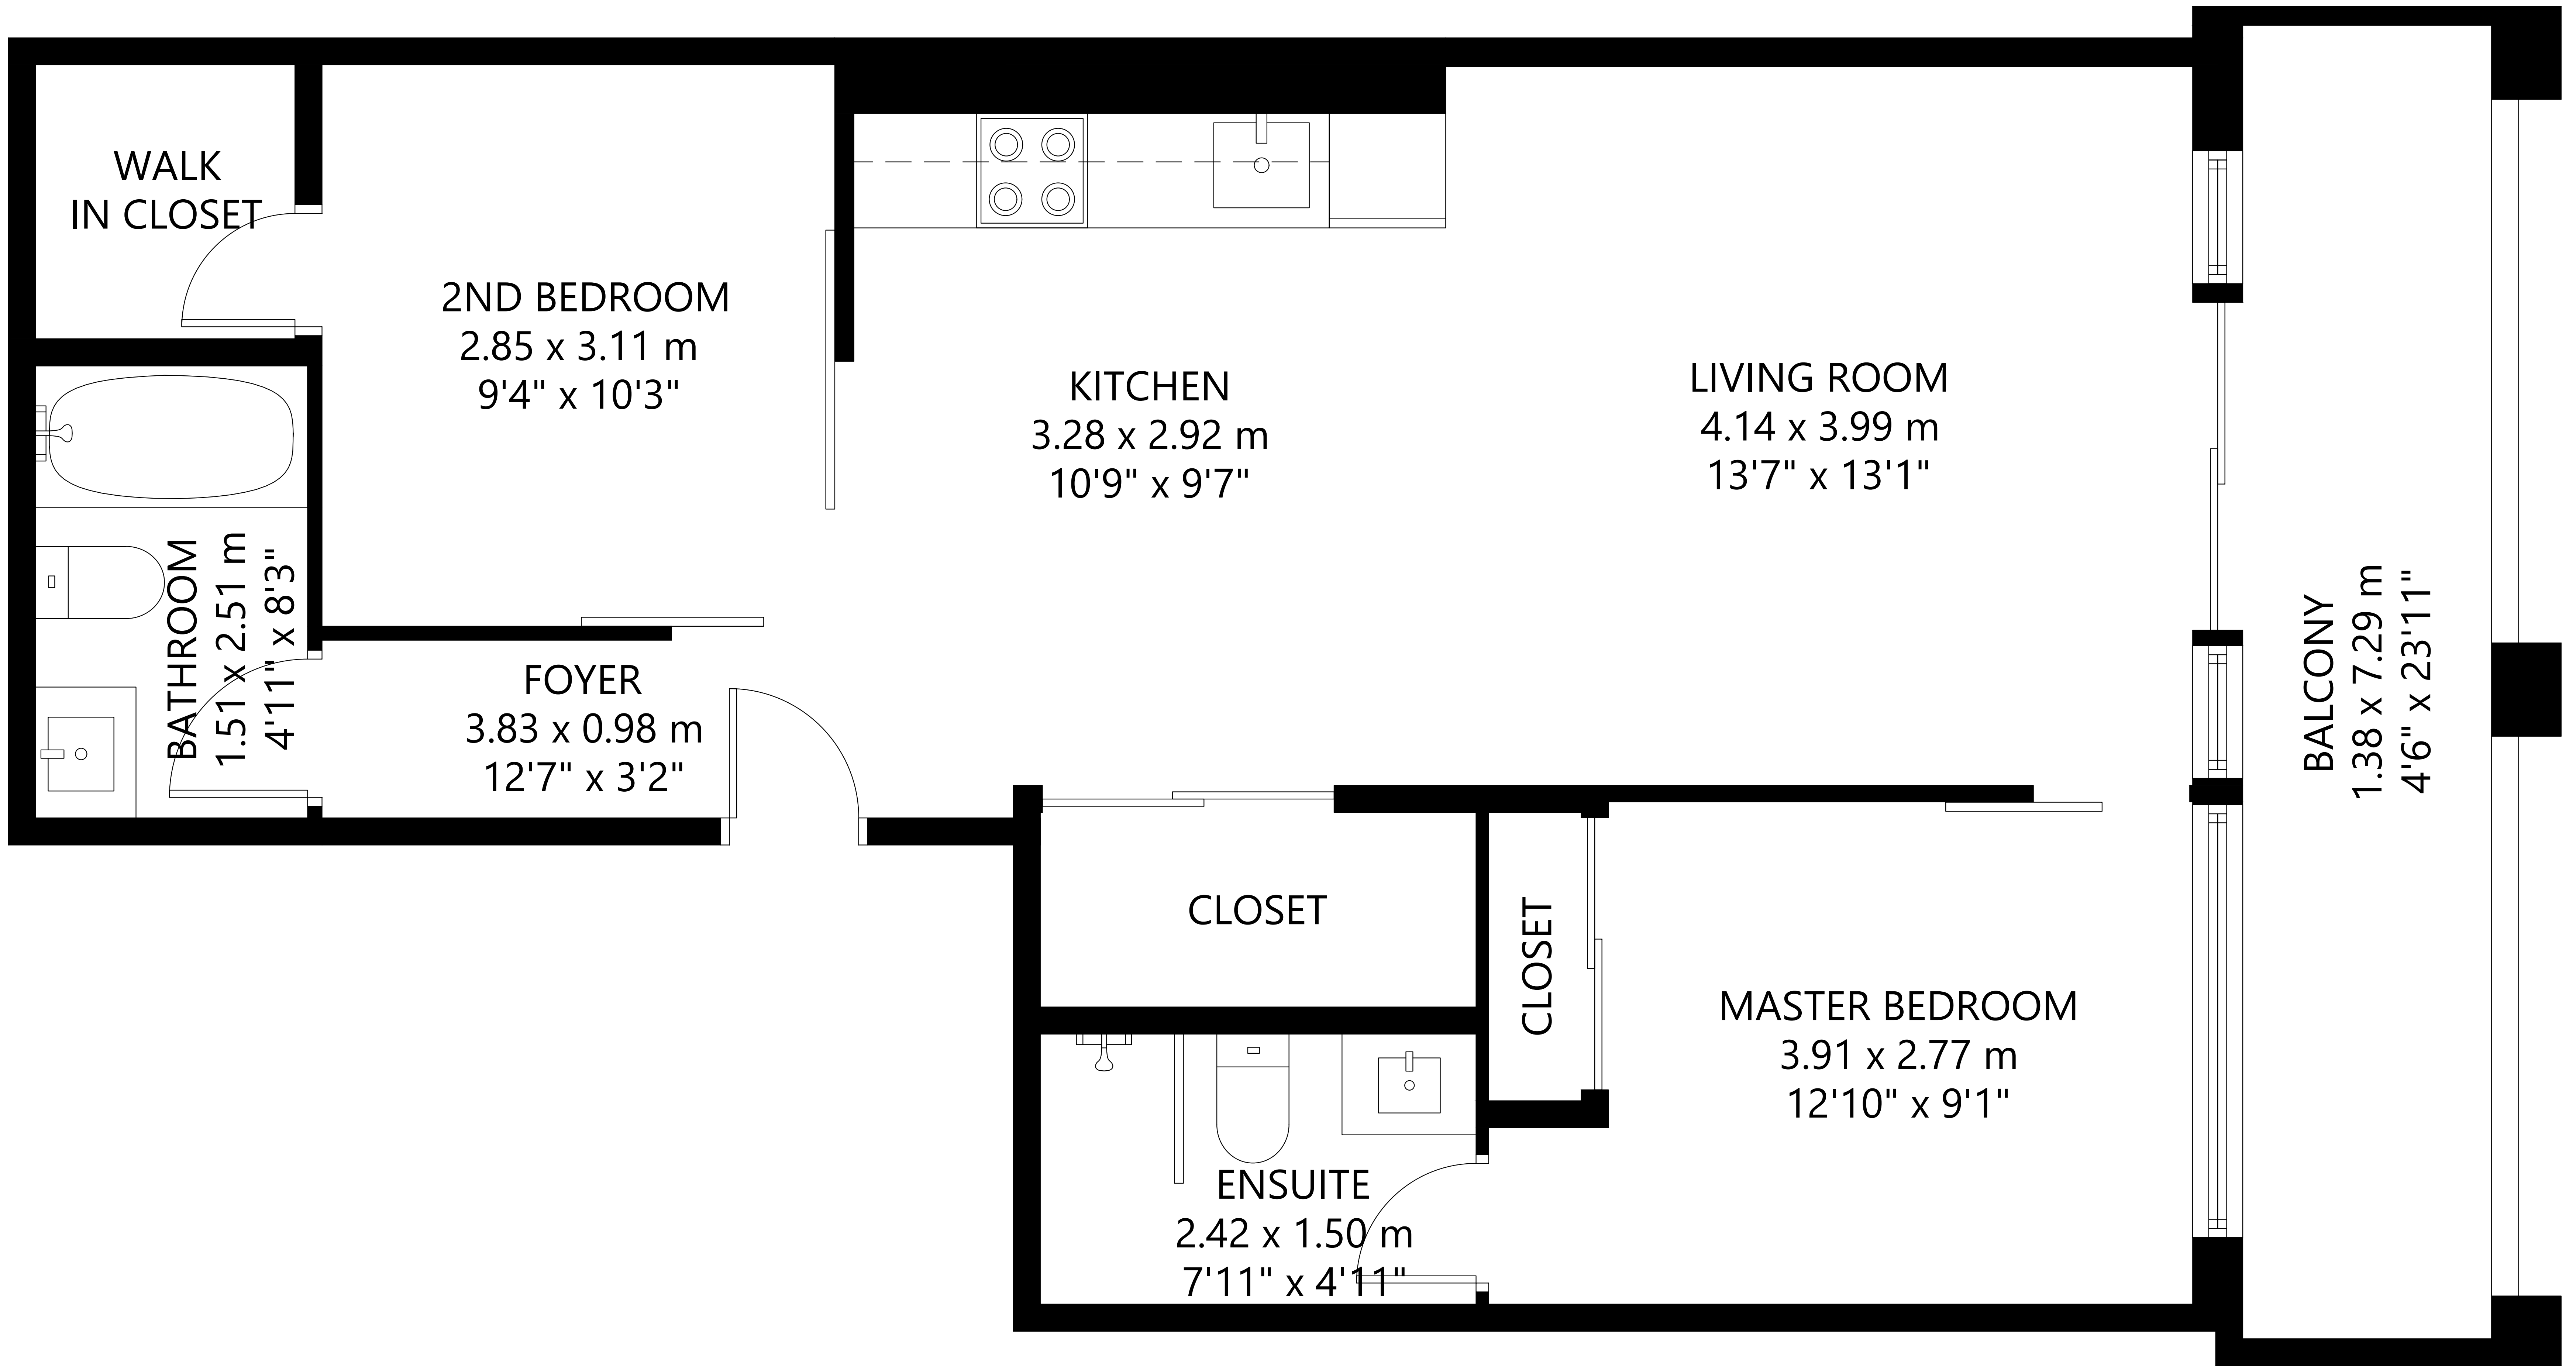 WALK
IN CLOSET
2ND BEDROOM
2.85 x 3.11 m
9'4" x 10'3"
KITCHEN
3.28 x 2.92 m
10'9" x 9'7"
LIVING ROOM
4.14 x 3.99 m
13'7" x 13'1"
BATHROOM
1.51 x 2.51 m
4'11" x 8'3"
FOYER
3.83 x 0.98 m
12'7" x 3'2"
BALCONY
1.38 x 7.29 m
4'6" x 23'11"
CLOSET
CLOSET
MASTER BEDROOM
3.91 x 2.77 m
12'10" x 9'1"
ENSUITE
2.42 x 1.50 m
7'11" x 4'11"